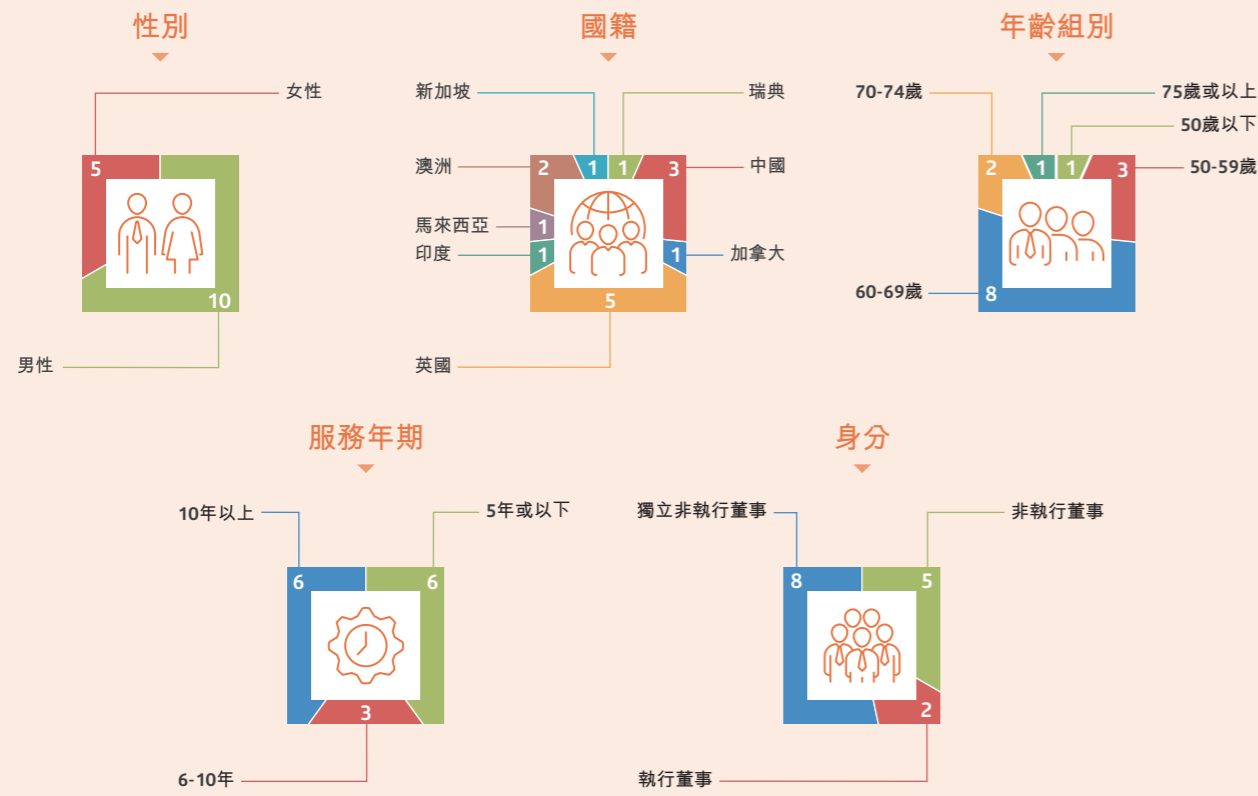 性別
女性
5
10
男性
國籍
新加坡
瑞典
澳洲
2
1
1
3
中國
馬來西亞
1
印度
1
1
加拿大
5
英國
年齡組別
70-74歲
75歲或以上
50歲以下
2
1
1
3
50-59歲
60-69歲
8
服務年期
10年以上
5年或以下
6
6
3
6-10年
身分
獨立非執行董事
非執行董事
8
5
2
執行董事